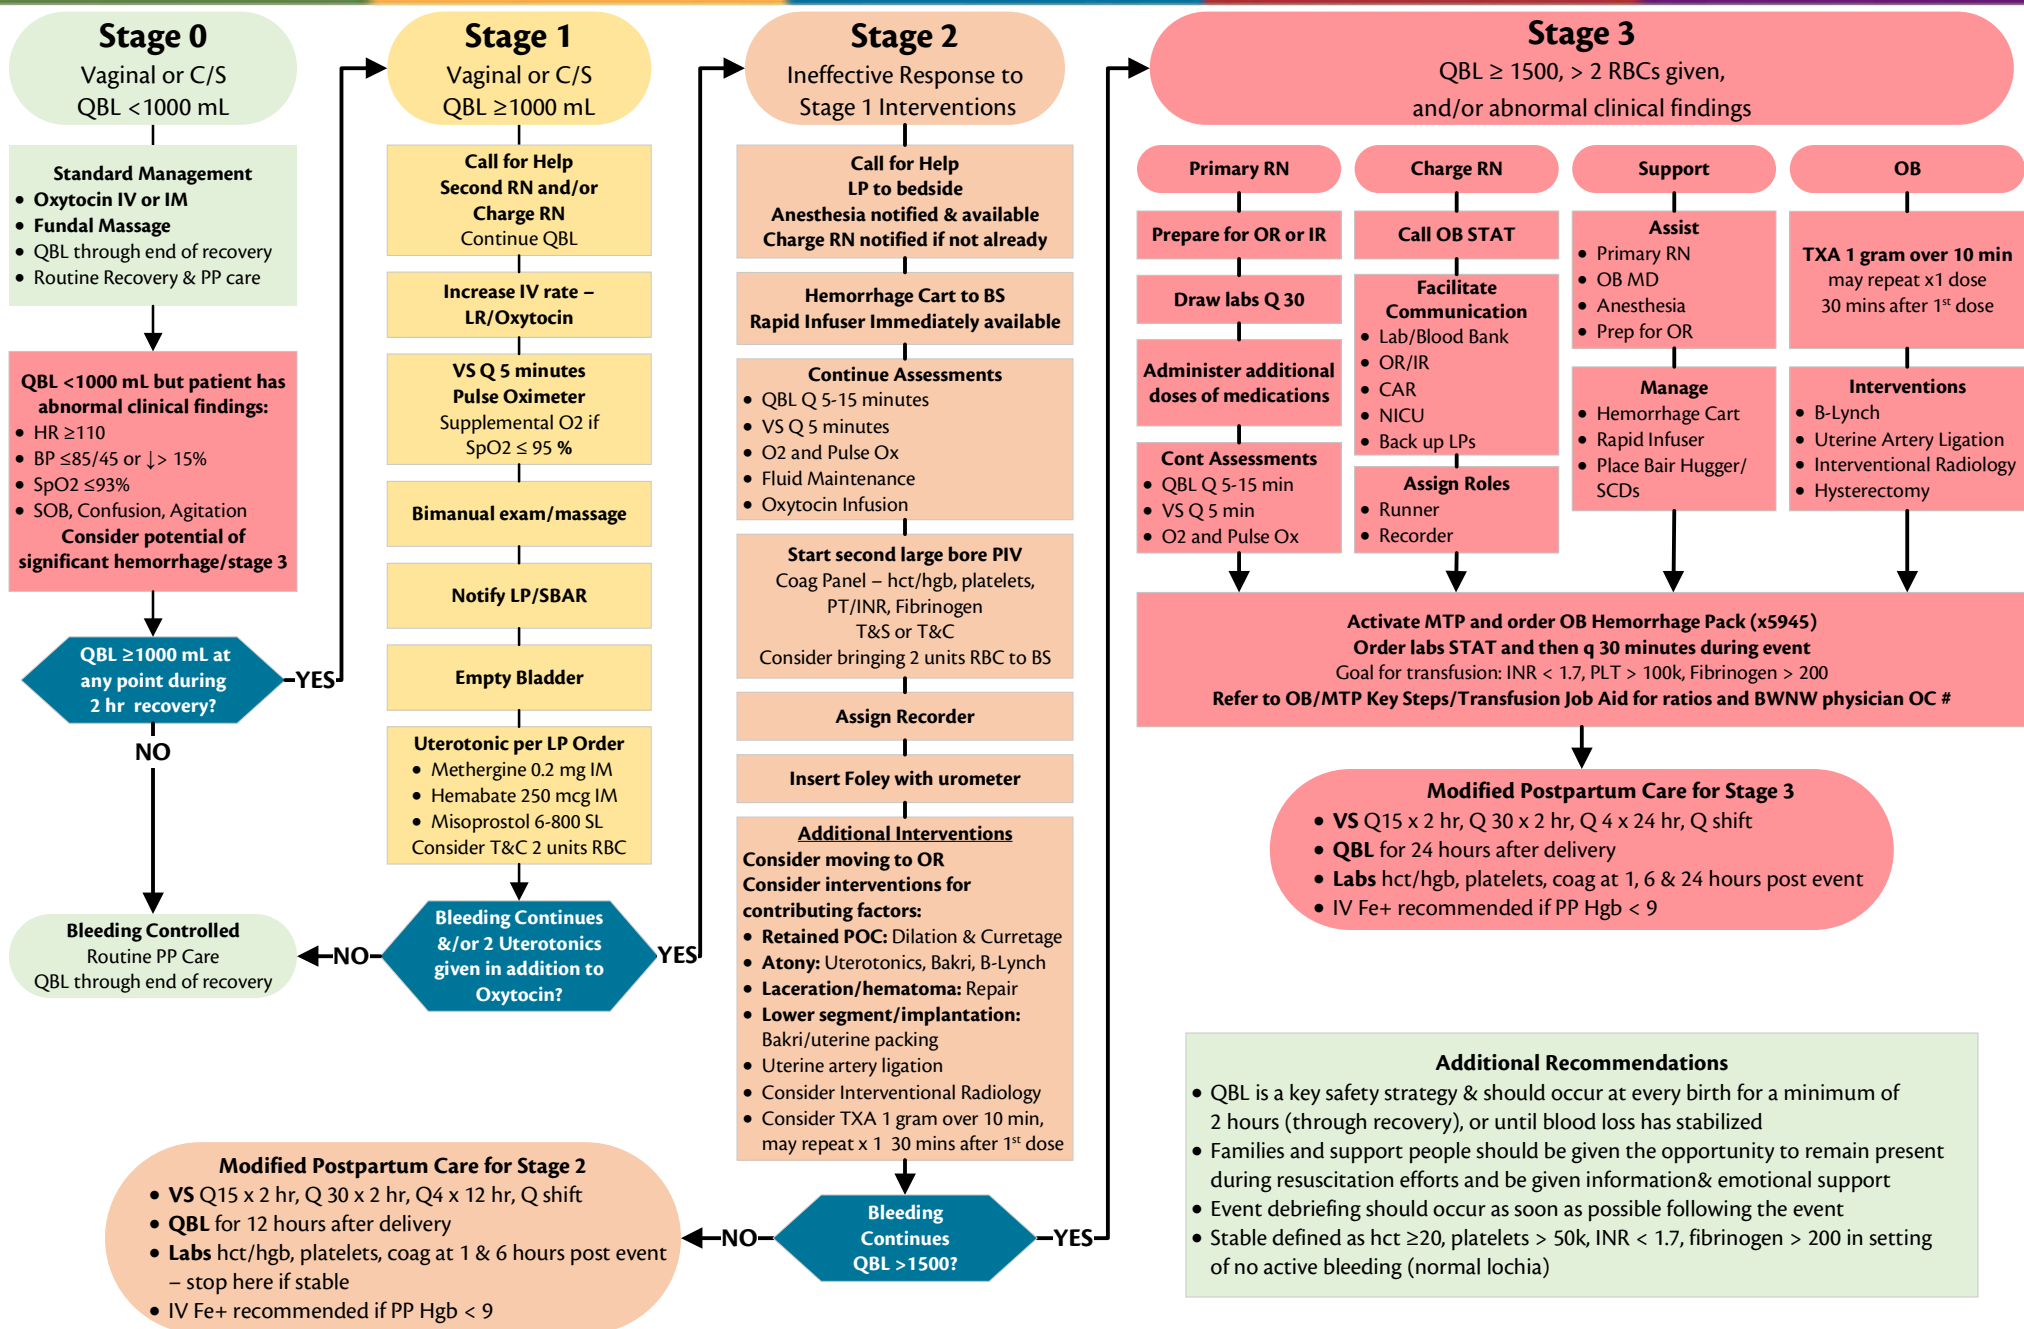 Stage 0
Vaginal or C/S
QBL <1000 mL
Standard Management
• Oxytocin IV or IM
• Fundal Massage
• QBL through end of recovery
• Routine Recovery & PP care
QBL <1000 mL but patient has
abnormal clinical findings:
• HR ≥110
• BP ≤85/45 or ↓> 15%
• SpO2 ≤93%
• SOB, Confusion, Agitation
Consider potential of
significant hemorrhage/stage 3
QBL ≥1000 mL at
any point during
2 hr recovery?
YES
NO
Bleeding Controlled
Routine PP Care
QBL through end of recovery
Stage 1
Vaginal or C/S
QBL ≥1000 mL
Call for Help
Second RN and/or
Charge RN
Continue QBL
Increase IV rate –
LR/Oxytocin
VS Q 5 minutes
Pulse Oximeter
Supplemental O2 if
SpO2 ≤ 95 %
Bimanual exam/massage
Notify LP/SBAR
Empty Bladder
Uterotonic per LP Order
• Methergine 0.2 mg IM
• Hemabate 250 mcg IM
• Misoprostol 6-800 SL
Consider T&C 2 units RBC
Bleeding Continues
&/or 2 Uterotonics
given in addition to
Oxytocin?
NO
YES
Stage 2
Ineffective Response to
Stage 1 Interventions
Call for Help
LP to bedside
Anesthesia notified & available
Charge RN notified if not already
Hemorrhage Cart to BS
Rapid Infuser Immediately available
Continue Assessments
• QBL Q 5-15 minutes
• VS Q 5 minutes
• O2 and Pulse Ox
• Fluid Maintenance
• Oxytocin Infusion
Start second large bore PIV
Coag Panel – hct/hgb, platelets,
PT/INR, Fibrinogen
T&S or T&C
Consider bringing 2 units RBC to BS
Assign Recorder
Insert Foley with urometer
Additional Interventions
Consider moving to OR
Consider interventions for
contributing factors:
• Retained POC: Dilation & Curretage
• Atony: Uterotonics, Bakri, B-Lynch
• Laceration/hematoma: Repair
• Lower segment/implantation:
Bakri/uterine packing
• Uterine artery ligation
• Consider Interventional Radiology
• Consider TXA 1 gram over 10 min,
may repeat x 1 30 mins after 1st dose
Bleeding
Continues
QBL >1500?
NO
YES
Modified Postpartum Care for Stage 2
• VS Q15 x 2 hr, Q 30 x 2 hr, Q4 x 12 hr, Q shift
• QBL for 12 hours after delivery
• Labs hct/hgb, platelets, coag at 1 & 6 hours post event
– stop here if stable
• IV Fe+ recommended if PP Hgb < 9
Stage 3
QBL ≥ 1500, > 2 RBCs given,
and/or abnormal clinical findings
Primary RN
Prepare for OR or IR
Draw labs Q 30
Administer additional
doses of medications
Cont Assessments
• QBL Q 5-15 min
• VS Q 5 min
• O2 and Pulse Ox
Charge RN
Call OB STAT
Facilitate
Communication
• Lab/Blood Bank
• OR/IR
• CAR
• NICU
• Back up LPs
Assign Roles
• Runner
• Recorder
Support
Assist
• Primary RN
• OB MD
• Anesthesia
• Prep for OR
Manage
• Hemorrhage Cart
• Rapid Infuser
• Place Bair Hugger/
SCDs
OB
TXA 1 gram over 10 min
may repeat x1 dose
30 mins after 1st dose
Interventions
• B-Lynch
• Uterine Artery Ligation
• Interventional Radiology
• Hysterectomy
Activate MTP and order OB Hemorrhage Pack (x5945)
Order labs STAT and then q 30 minutes during event
Goal for transfusion: INR < 1.7, PLT > 100k, Fibrinogen > 200
Refer to OB/MTP Key Steps/Transfusion Job Aid for ratios and BWNW physician OC #
Modified Postpartum Care for Stage 3
• VS Q15 x 2 hr, Q 30 x 2 hr, Q 4 x 24 hr, Q shift
• QBL for 24 hours after delivery
• Labs hct/hgb, platelets, coag at 1, 6 & 24 hours post event
• IV Fe+ recommended if PP Hgb < 9
Additional Recommendations
• QBL is a key safety strategy & should occur at every birth for a minimum of
2 hours (through recovery), or until blood loss has stabilized
• Families and support people should be given the opportunity to remain present
during resuscitation efforts and be given information& emotional support
• Event debriefing should occur as soon as possible following the event
• Stable defined as hct ≥20, platelets > 50k, INR < 1.7, fibrinogen > 200 in setting
of no active bleeding (normal lochia)